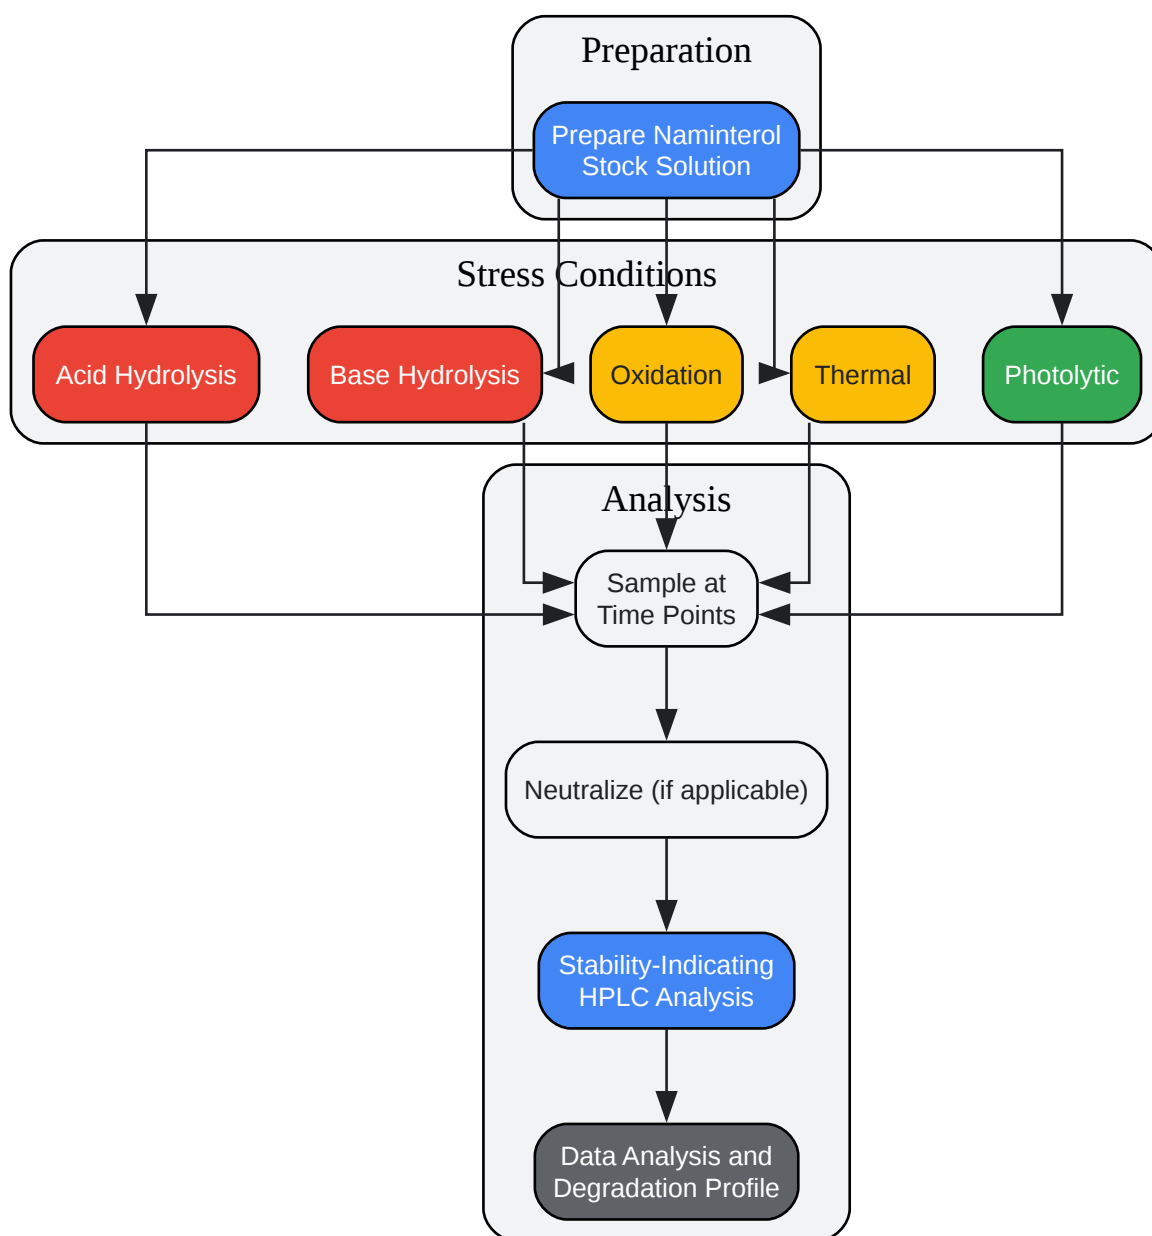 Preparation
Prepare Naminterol
Stock Solution
Stress Conditions
Acid Hydrolysis
Base Hydrolysis
Oxidation
Thermal
Photolytic
Analysis
Sample at
Time Points
Neutralize (if applicable)
Stability-Indicating
HPLC Analysis
Data Analysis and
Degradation Profile